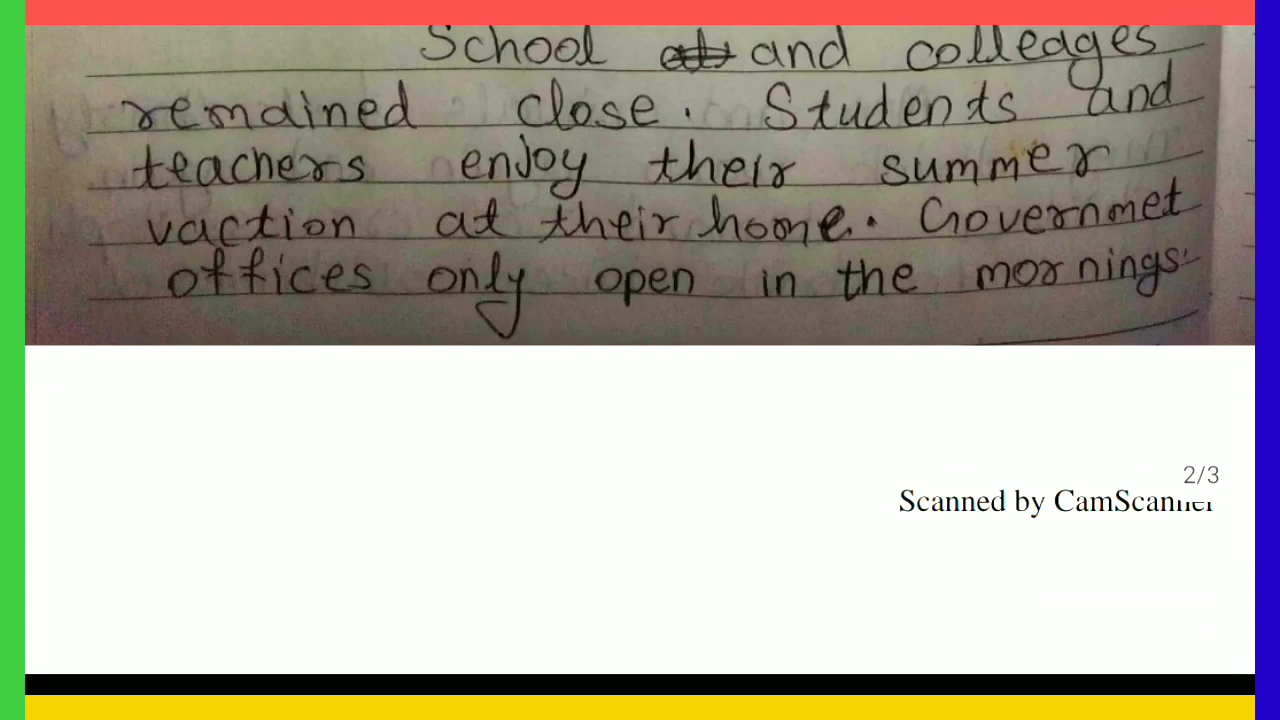 School and colleages
remained close. Students and
teachers enjoy their summer
vaction at their home. Governmet
offices only open in the mornings.
2/3
Scanned by CamScanner